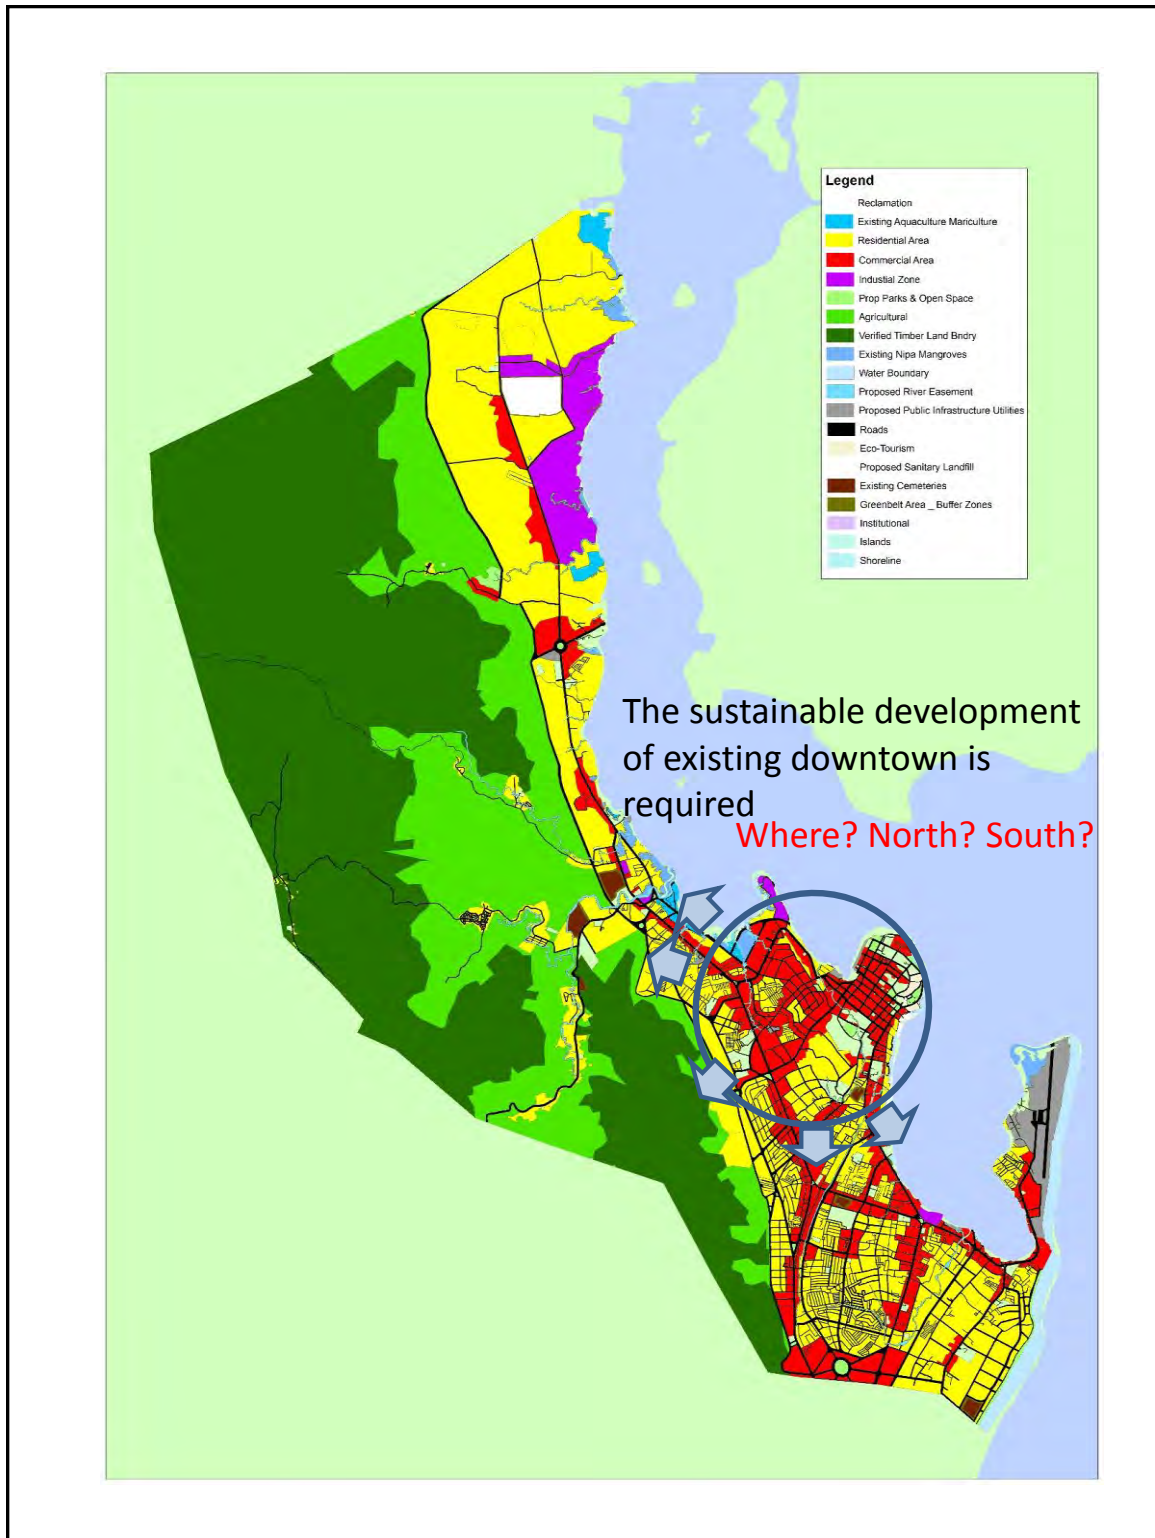 Legend
Reclamation
Existing Aquaculture Mariculture
Residential Area
Commercial Area
Industial Zone
Prop Parks & Open Space
Agricultural
Verified Timber Land Bndry
Existing Nipa Mangroves
Water Boundary
Proposed River Easement
Proposed Public Infrastructure Utilities
Roads
Eco-Tourism
Proposed Sanitary Landfill
Existing Cemeteries
Greenbelt Area _ Buffer Zones
Institutional
Islands
Shoreline
The sustainable development
of existing downtown is
required
Where? North? South?